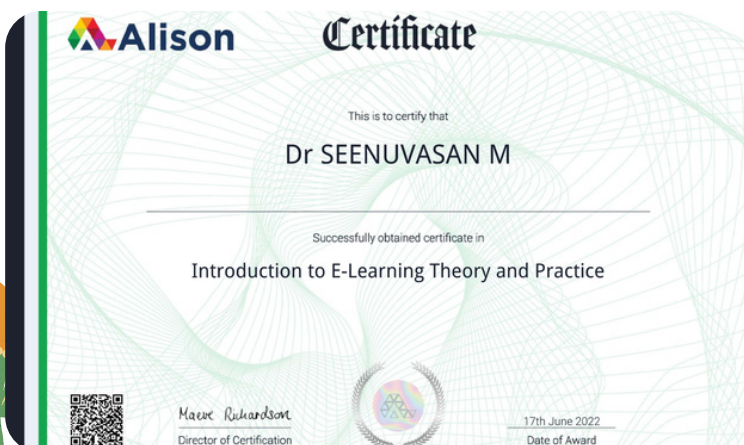 Alison
Certificate
This is to certify that
Dr SEENUVASAN M
Successfully obtained certificate in
Introduction to E-Learning Theory and Practice
Maeve Richardson
Director of Certification
17th June 2022
Date of Award